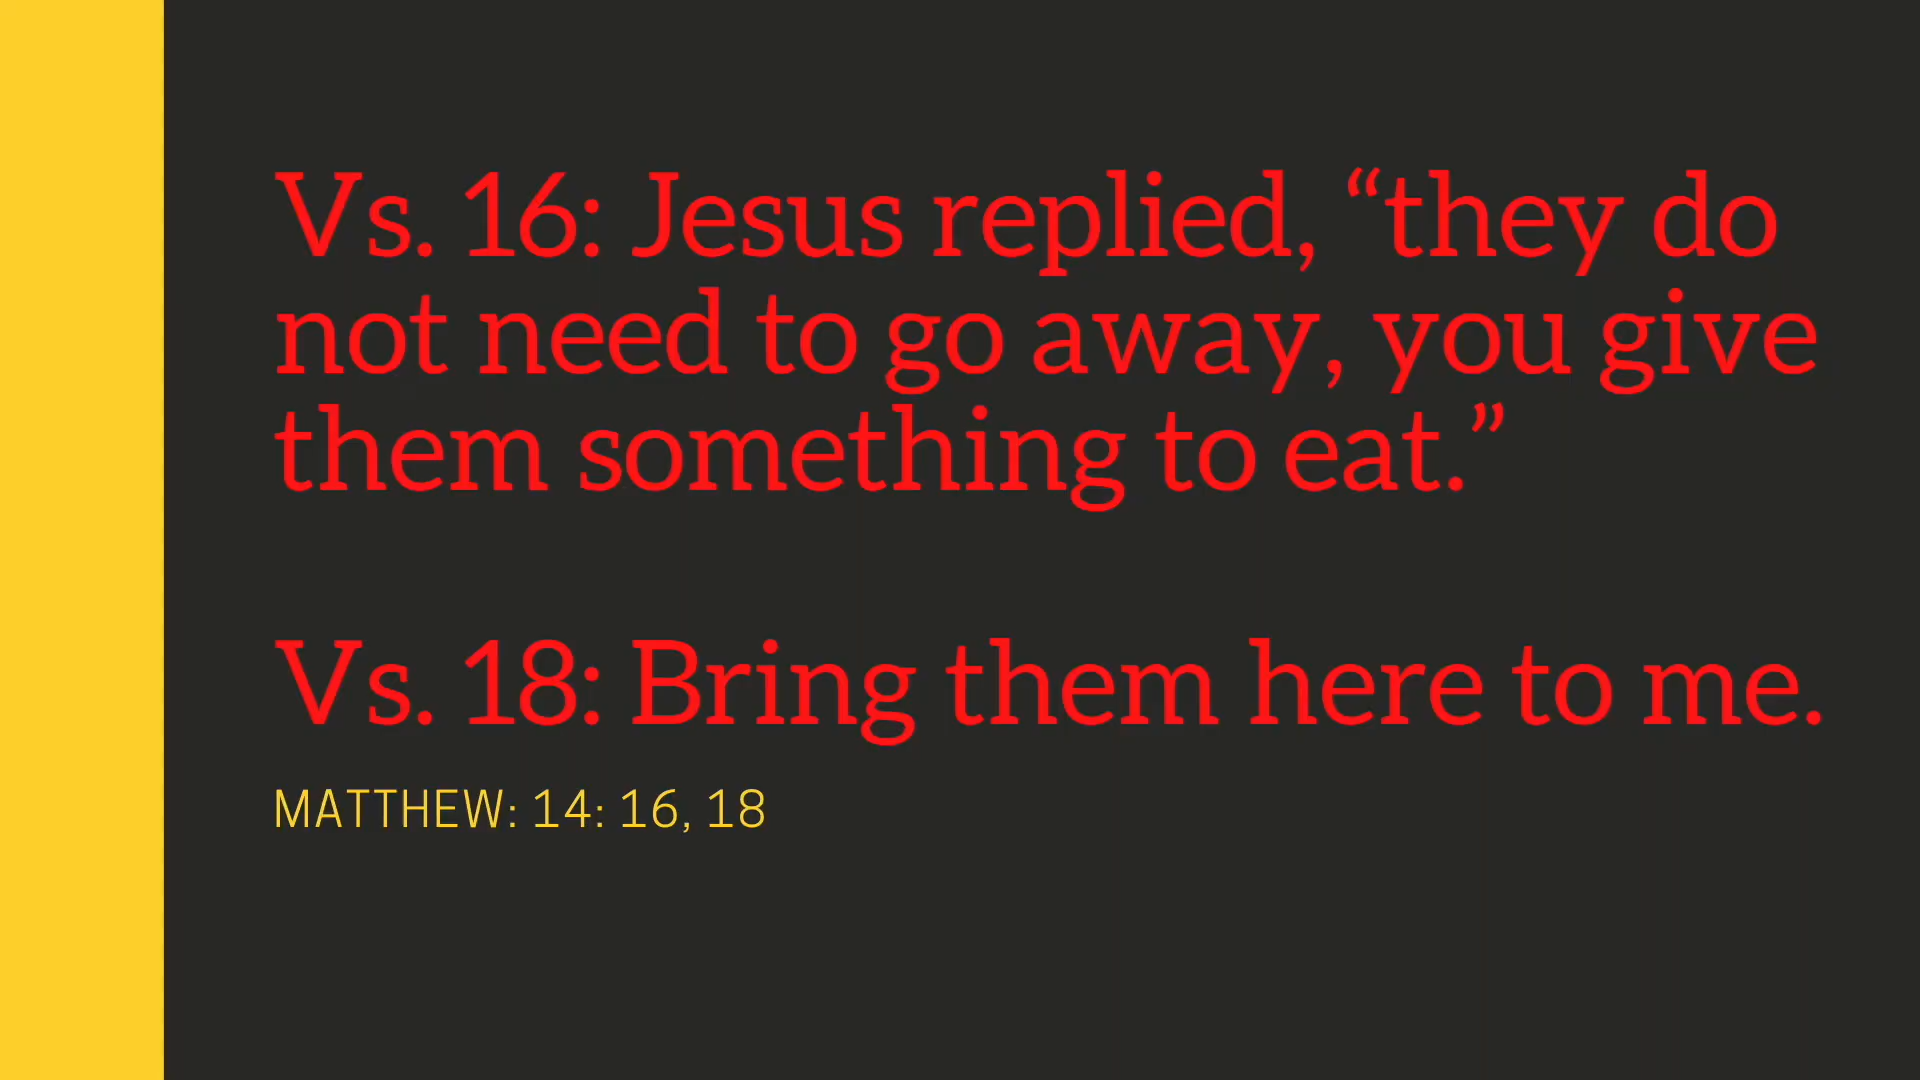 Vs. 16: Jesus replied, “they do
not need to go away, you give
them something to eat.”
Vs. 18: Bring them here to me.
MATTHEW: 14: 16, 18